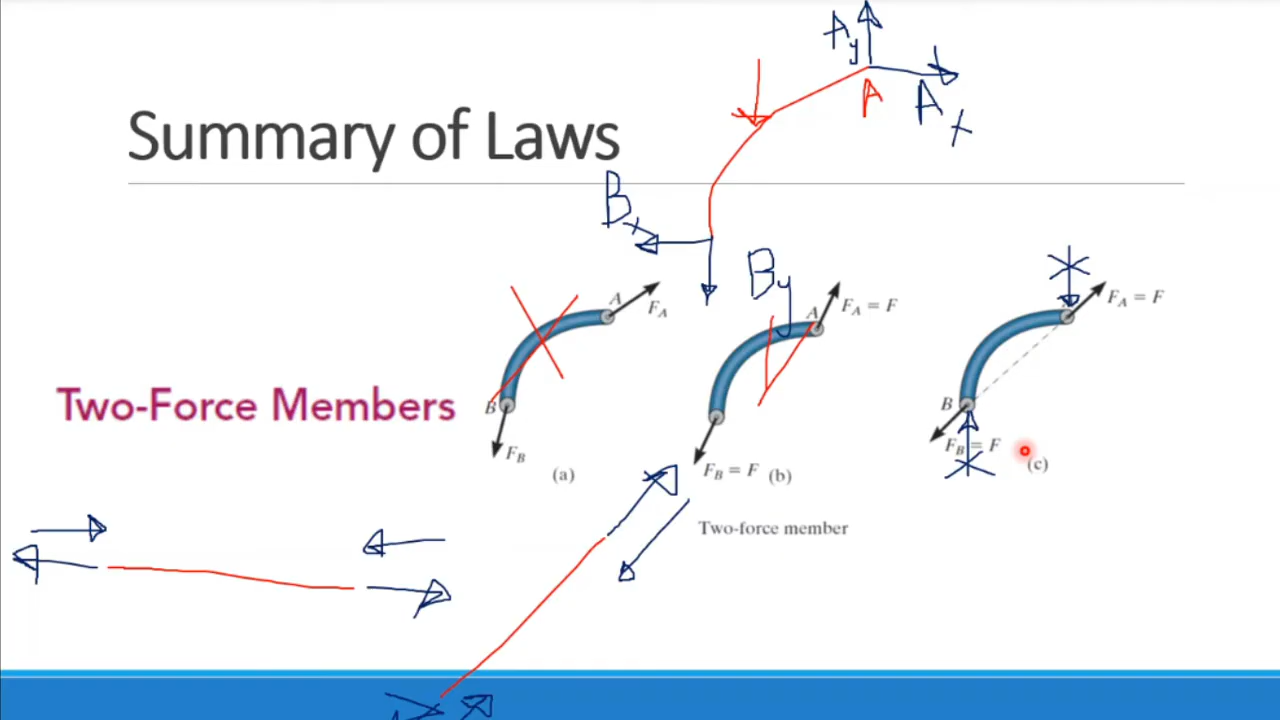 Ay
A
Ax
Summary of Laws
Bx
By
A
FA
A
FA = F
FA = F
Two-Force Members
B
FB
(a)
FB = F
(b)
B
FB = F
(c)
Two-force member